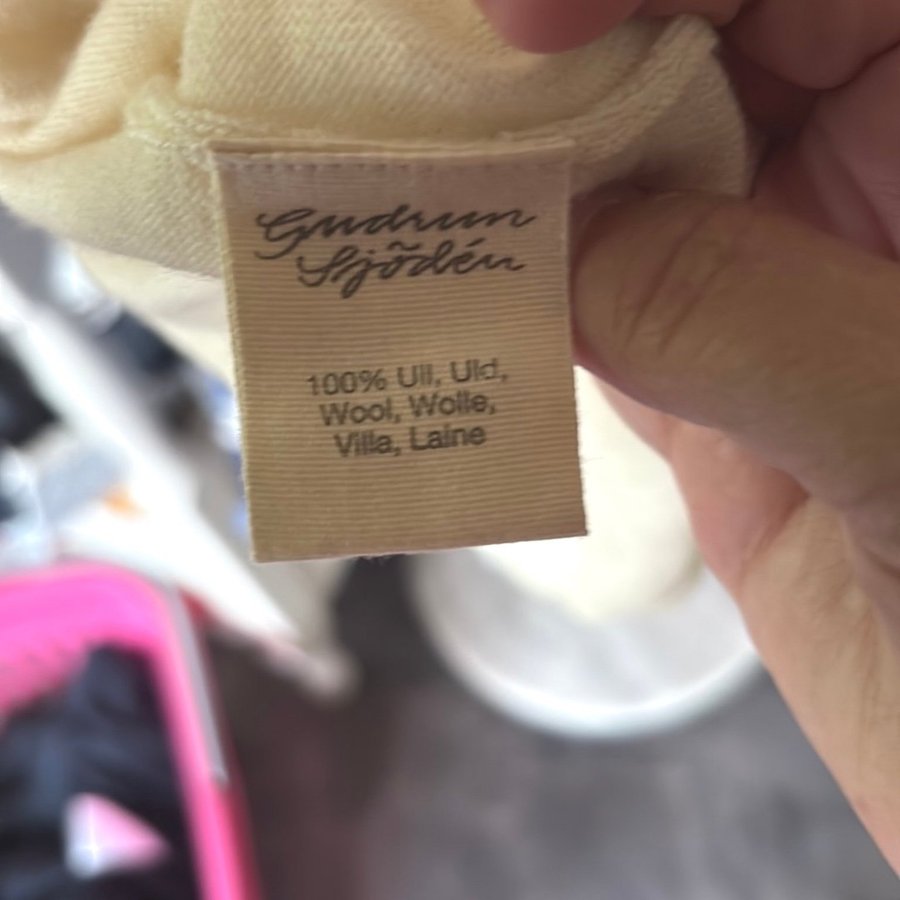 Gudrun
Sjödén
100% Ull, Uld,
Wool, Wolle,
Villa, Laine